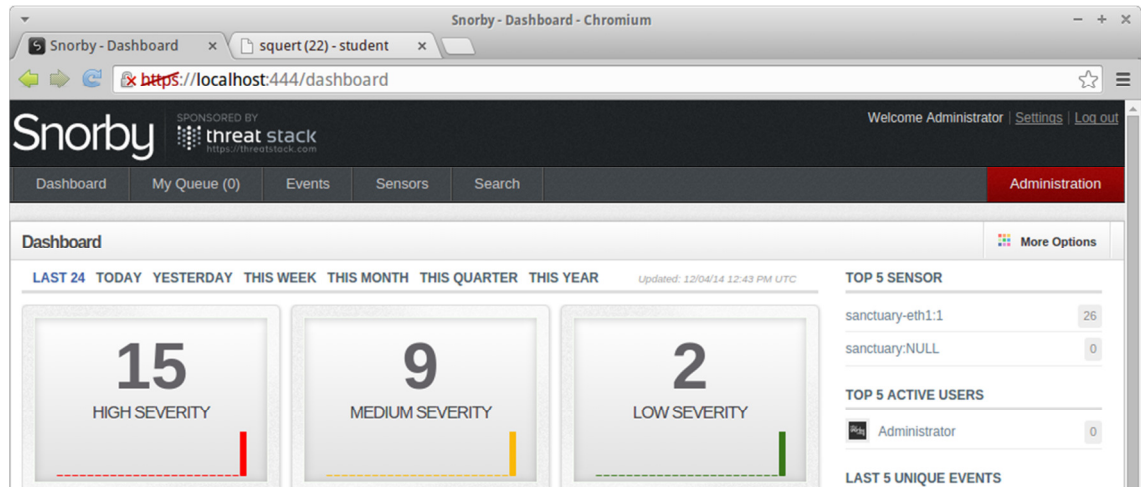 Snorby - Dashboard - Chromium
Snorby - Dashboard
squert (22) - student
https://localhost:444/dashboard
Snorby
SPONSORED BY
threat stack
https://threatstack.com
Welcome Administrator | Settings | Log out
Dashboard My Queue (0) Events Sensors Search Administration
Dashboard
More Options
LAST 24 TODAY YESTERDAY THIS WEEK THIS MONTH THIS QUARTER THIS YEAR
Updated: 12/04/14 12:43 PM UTC
15
HIGH SEVERITY
9
MEDIUM SEVERITY
2
LOW SEVERITY
TOP 5 SENSOR
sanctuary-eth1:1 26
sanctuary:NULL 0
TOP 5 ACTIVE USERS
Administrator 0
LAST 5 UNIQUE EVENTS